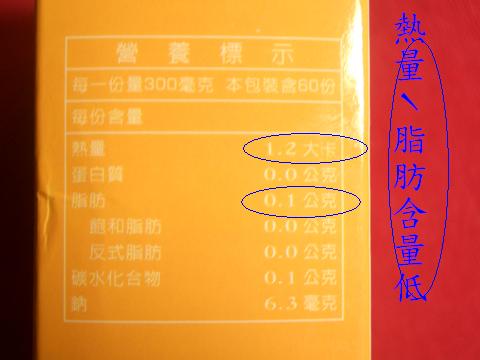 營養標示
每一份量300毫克 本包裝含60份
每份含量
熱量 1.2 大卡
蛋白質 0.0 公克
脂肪 0.1 公克
飽和脂肪 0.0 公克
反式脂肪 0.0 公克
碳水化合物 0.1 公克
鈉 6.3 毫克
熱量、脂肪含量低